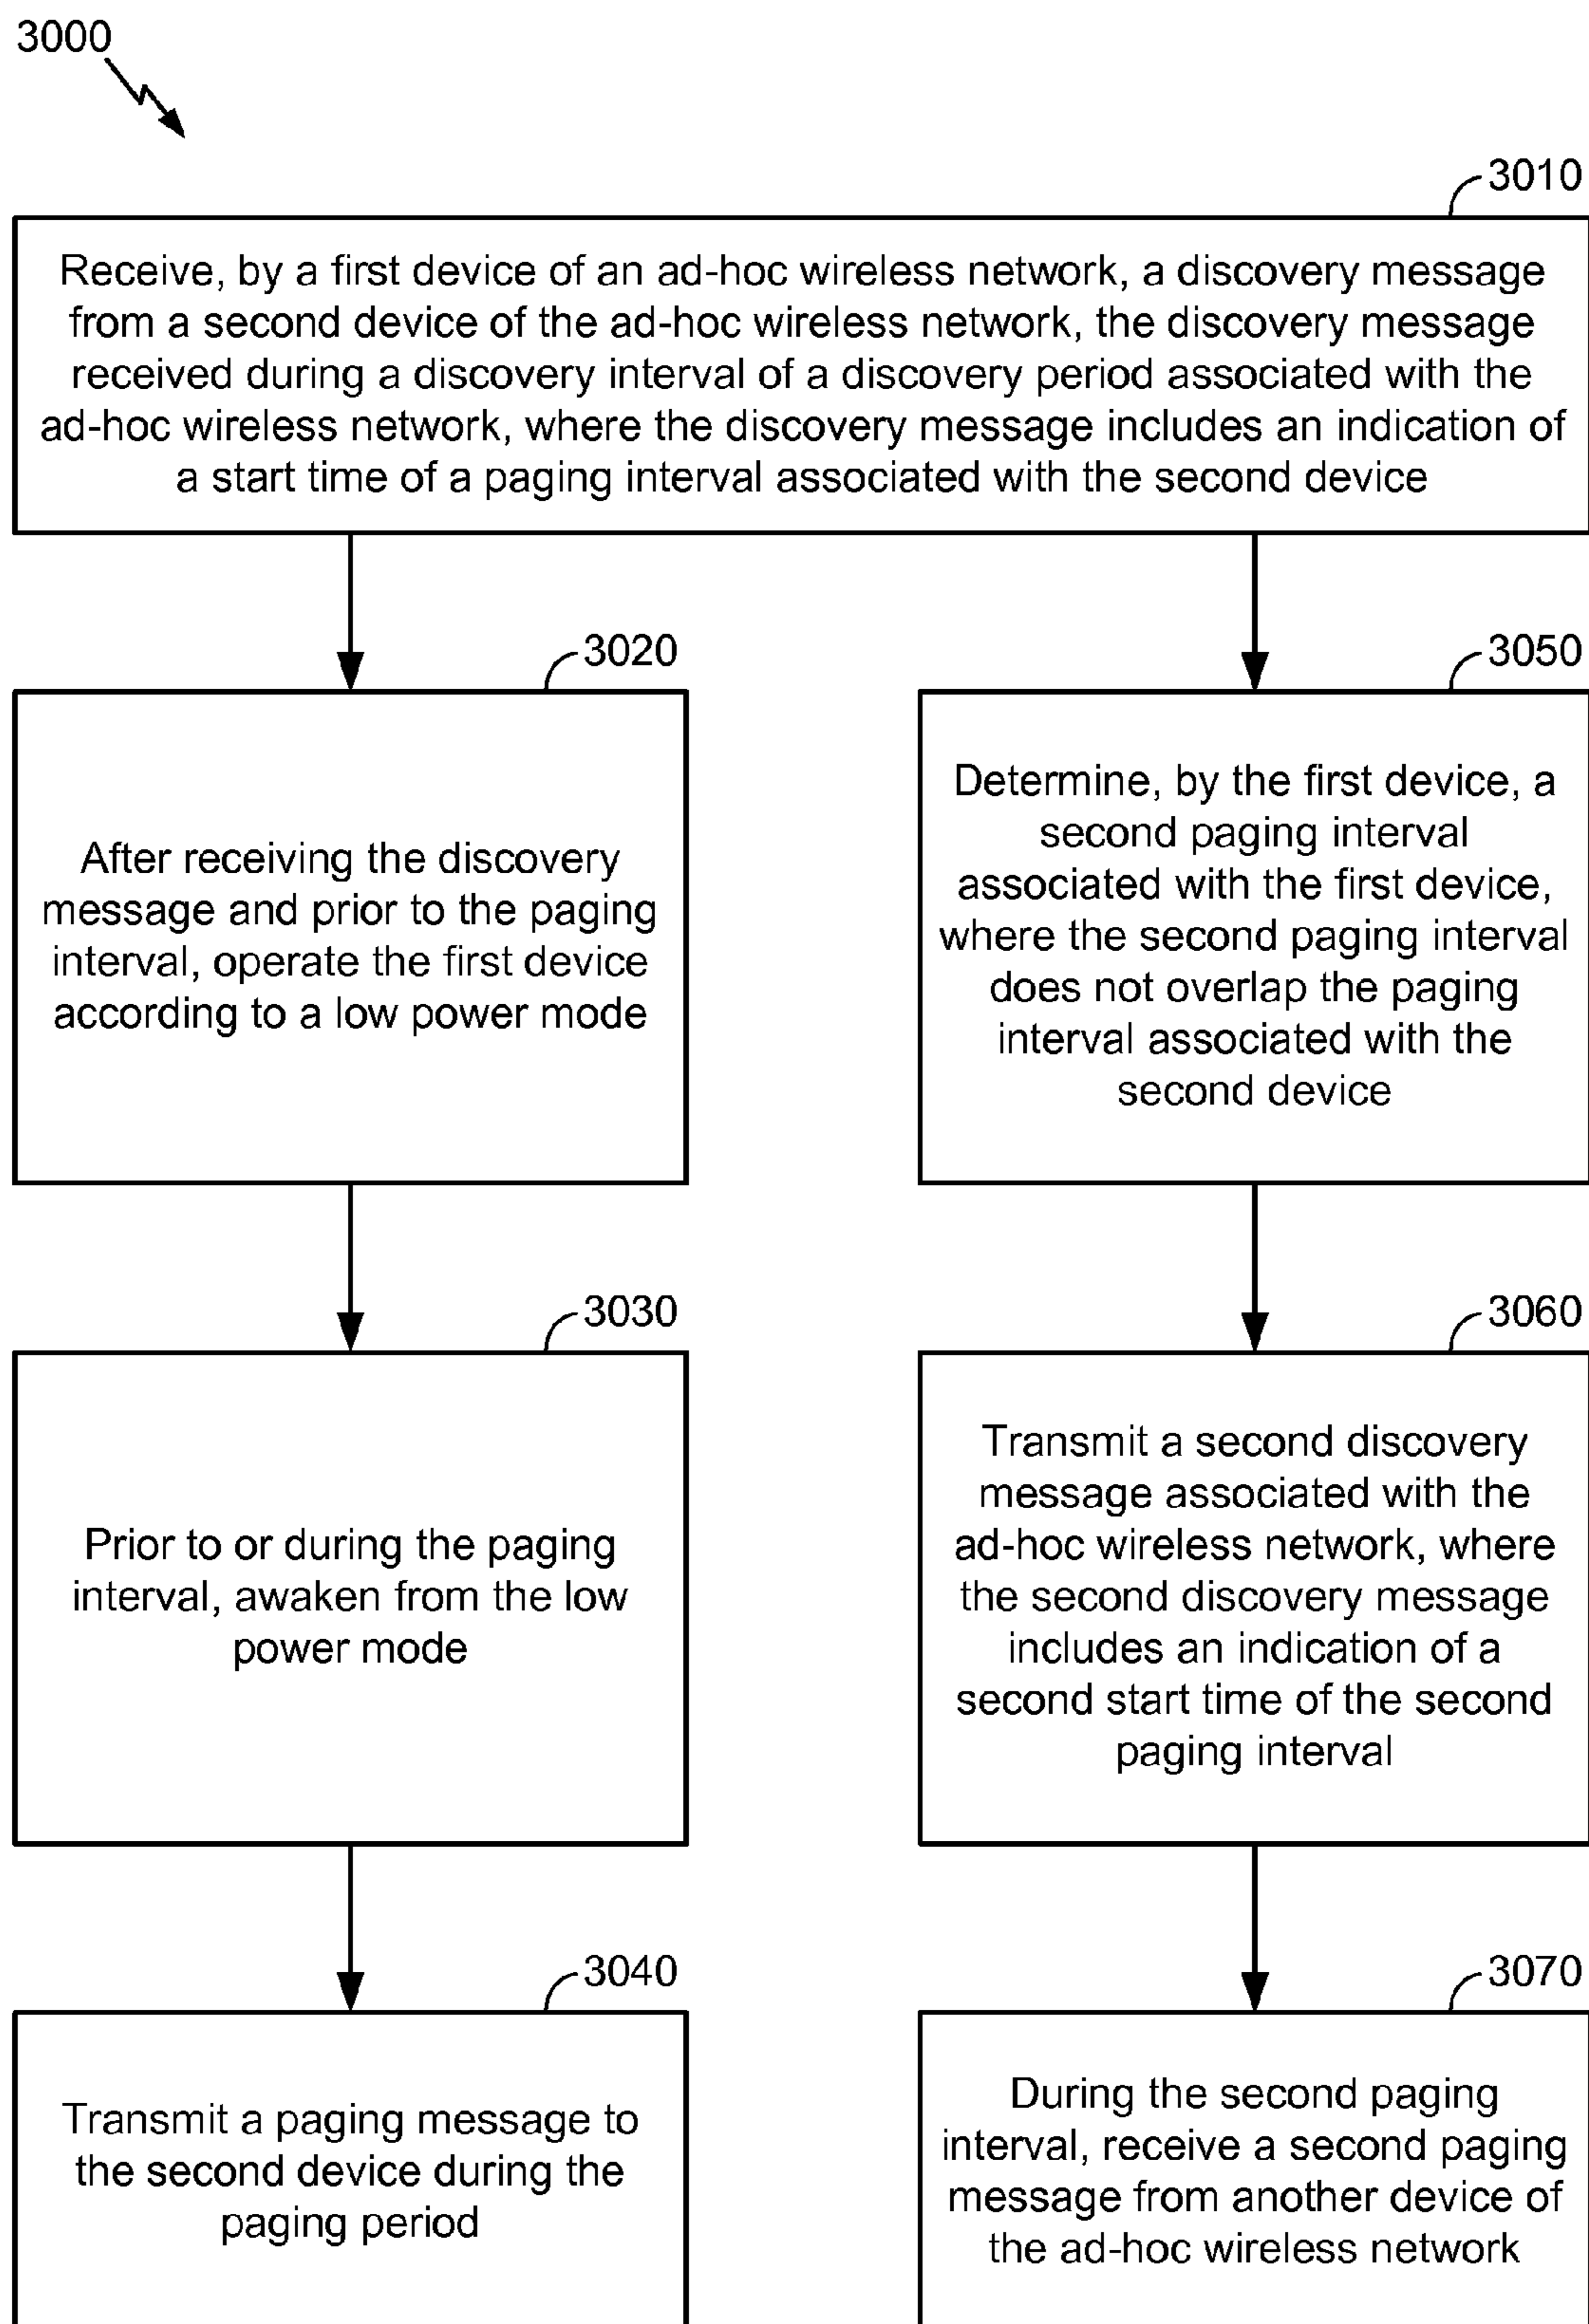 3000
3010
Receive, by a first device of an ad-hoc wireless network, a discovery message
from a second device of the ad-hoc wireless network, the discovery message
received during a discovery interval of a discovery period associated with the
ad-hoc wireless network, where the discovery message includes an indication of
a start time of a paging interval associated with the second device
3020
After receiving the discovery
message and prior to the paging
interval, operate the first device
according to a low power mode
3030
Prior to or during the paging
interval, awaken from the low
power mode
3040
Transmit a paging message to
the second device during the
paging period
3050
Determine, by the first device, a
second paging interval
associated with the first device,
where the second paging interval
does not overlap the paging
interval associated with the
second device
3060
Transmit a second discovery
message associated with the
ad-hoc wireless network, where
the second discovery message
includes an indication of a
second start time of the second
paging interval
3070
During the second paging
interval, receive a second paging
message from another device of
the ad-hoc wireless network